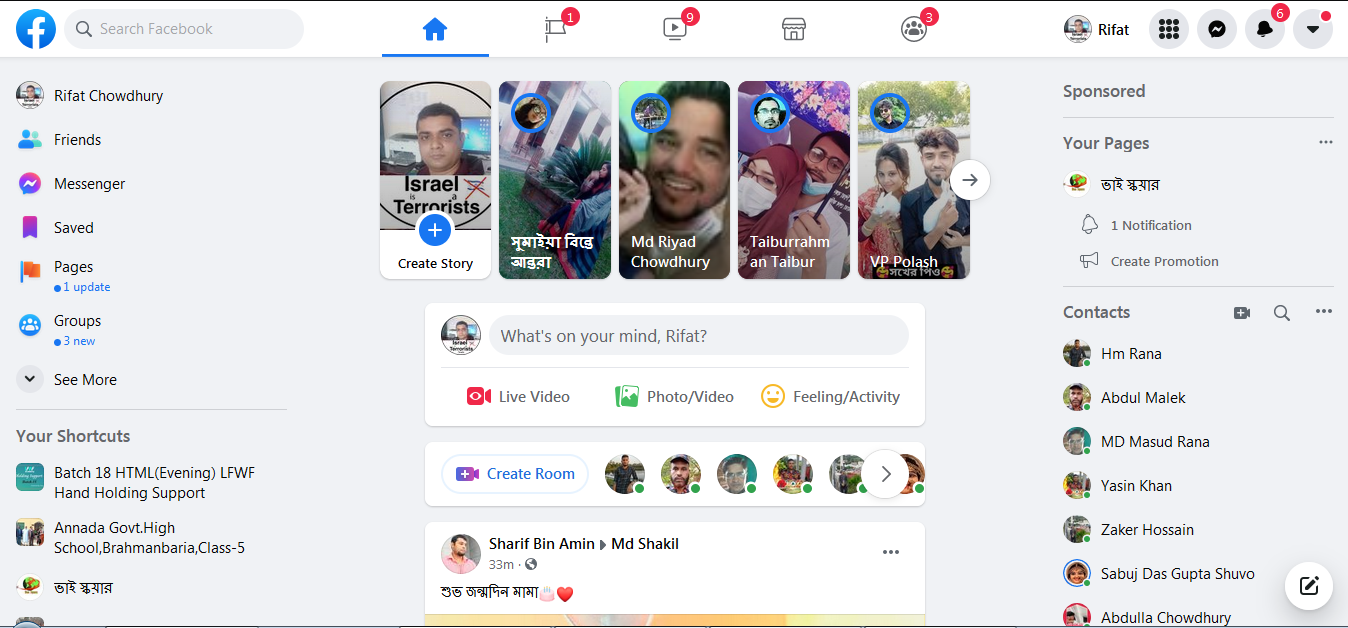 Search Facebook
1
9
3
Rifat
6
Rifat Chowdhury
Friends
Messenger
Saved
Pages
1 update
Groups
3 new
See More
Your Shortcuts
Batch 18 HTML(Evening) LFWF
Hand Holding Support
Annada Govt.High
School,Brahmanbaria,Class-5
ভাই স্কয়ার
Israel
is a
Terrorists
Create Story
সুমাইয়া বিন্তে
আন্তরা
Md Riyad
Chowdhury
Taiburrahm
an Taibur
VP Polash
সখের পিও
What's on your mind, Rifat?
Live Video
Photo/Video
Feeling/Activity
Create Room
Sharif Bin Amin Md Shakil
33m ·
শুভ জন্মদিন মামা🎂❤️
Sponsored
Your Pages
ভাই স্কয়ার
1 Notification
Create Promotion
Contacts
Hm Rana
Abdul Malek
MD Masud Rana
Yasin Khan
Zaker Hossain
Sabuj Das Gupta Shuvo
Abdulla Chowdhury